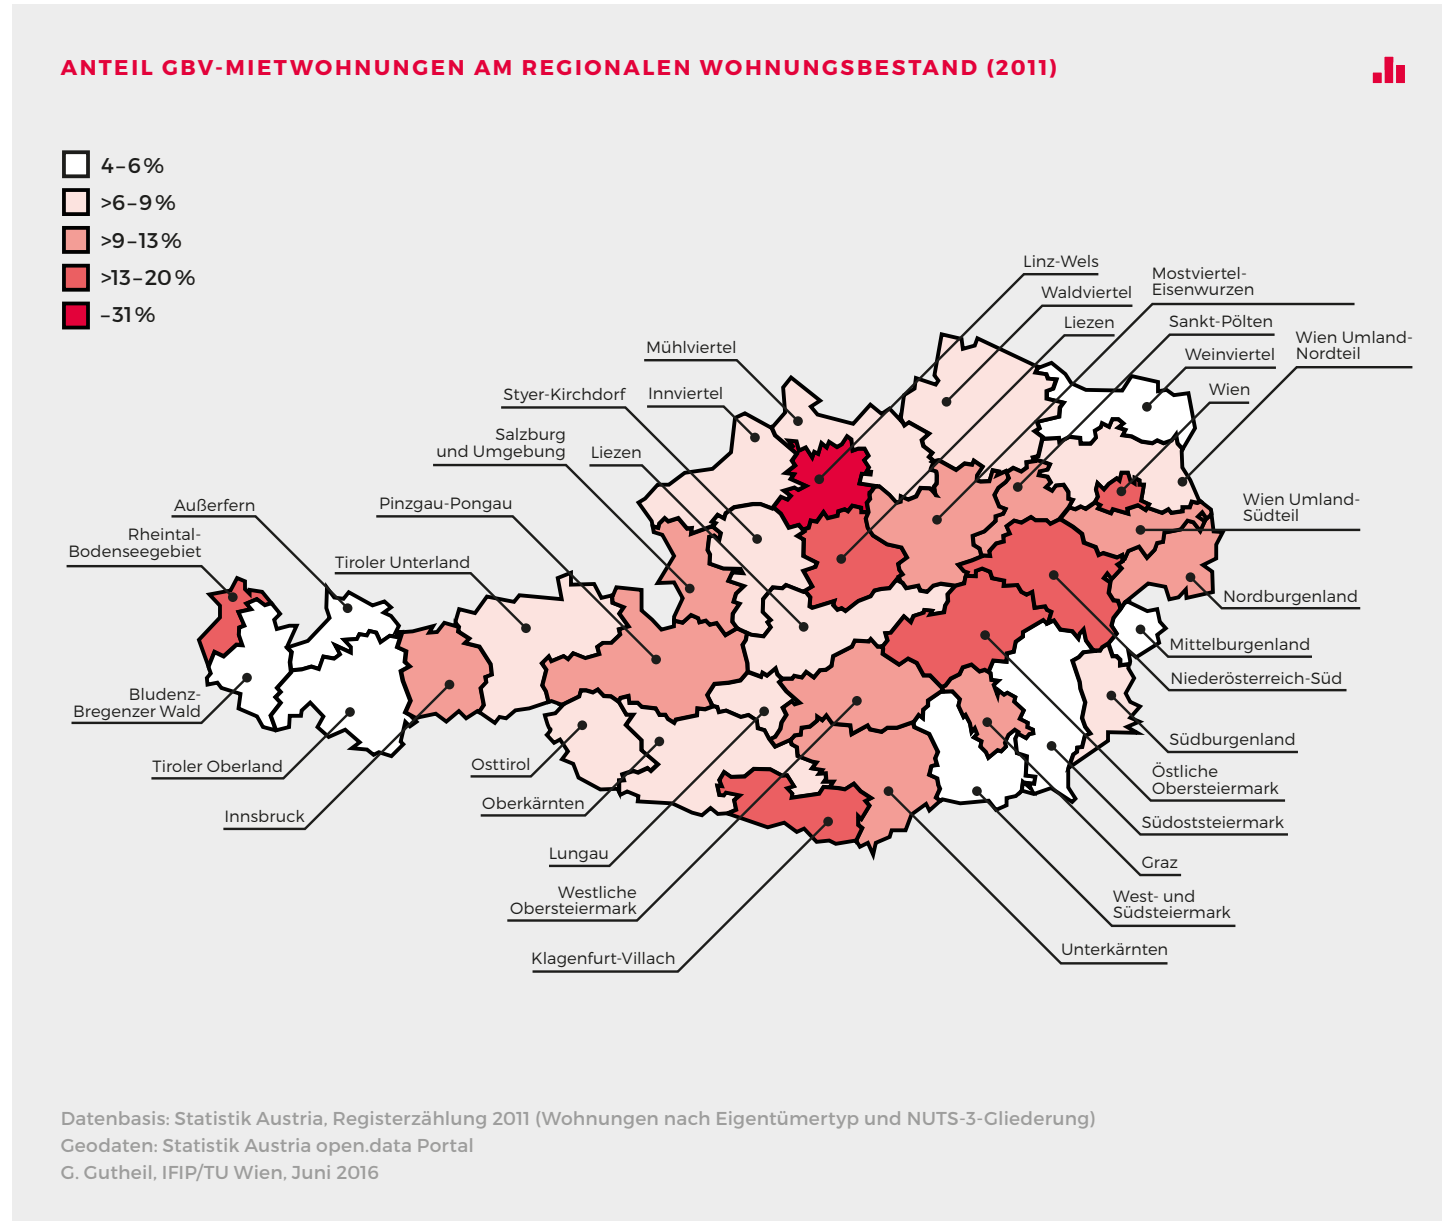 ANTEIL GBV-MIETWOHNUNGEN AM REGIONALEN WOHNUNGSBESTAND (2011)
4–6%
>6–9%
>9–13%
>13–20%
–31%
Linz-Wels
Waldviertel
Liezen
Mostviertel-
Eisenwurzen
Sankt-Pölten
Weinviertel
Wien
Wien Umland-
Nordteil
Mühlviertel
Innviertel
Styer-Kirchdorf
Salzburg
und Umgebung
Liezen
Pinzgau-Pongau
Außerfern
Rheintal-
Bodenseegebiet
Tiroler Unterland
Wien Umland-
Südteil
Nordburgenland
Mittelburgenland
Niederösterreich-Süd
Südburgenland
Östliche
Obersteiermark
Südoststeiermark
Graz
West- und
Südsteiermark
Unterkärnten
Bludenz-
Bregenzer Wald
Tiroler Oberland
Innsbruck
Osttirol
Oberkärnten
Lungau
Westliche
Obersteiermark
Klagenfurt-Villach
Datenbasis: Statistik Austria, Registerzählung 2011 (Wohnungen nach Eigentümertyp und NUTS-3-Gliederung)
Geodaten: Statistik Austria open.data Portal
G. Gutheil, IFIP/TU Wien, Juni 2016